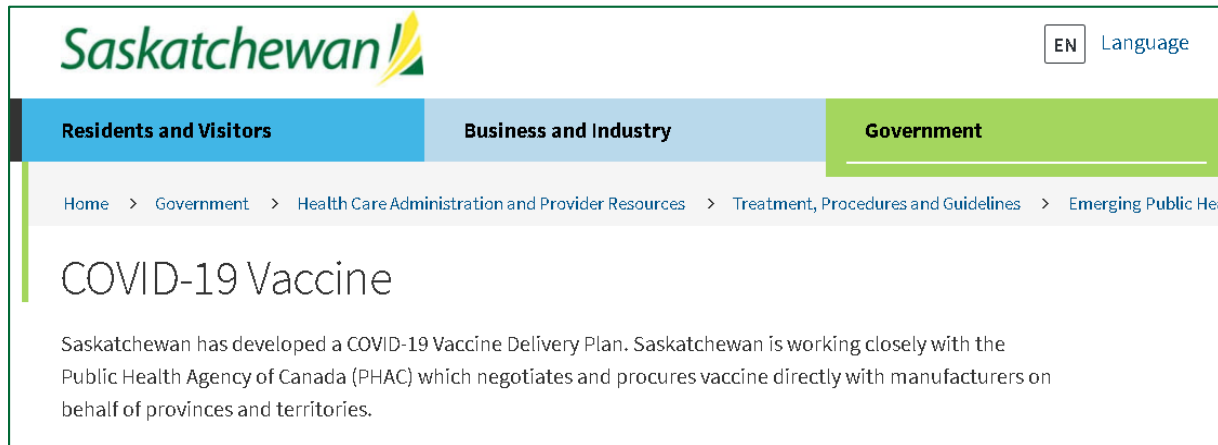 Saskatchewan
EN Language
Residents and Visitors Business and Industry Government
Home > Government > Health Care Administration and Provider Resources > Treatment, Procedures and Guidelines > Emerging Public
COVID-19 Vaccine
Saskatchewan has developed a COVID-19 Vaccine Delivery Plan. Saskatchewan is working closely with the
Public Health Agency of Canada (PHAC) which negotiates and procures vaccine directly with manufacturers on
behalf of provinces and territories.